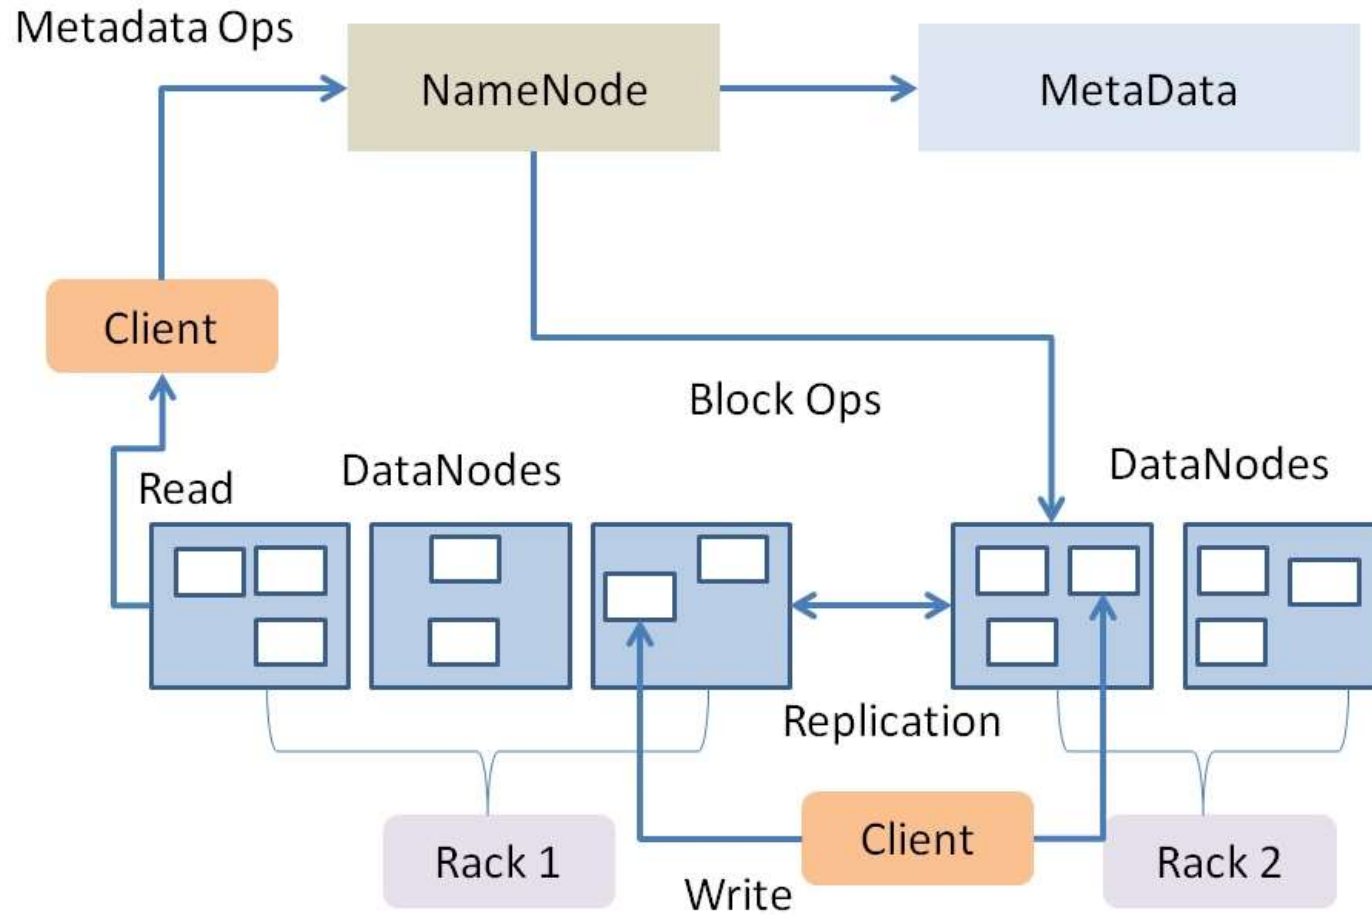 Metadata Ops
NameNode
MetaData
Client
Block Ops
Read
DataNodes
DataNodes
Replication
Rack 1
Client
Rack 2
Write